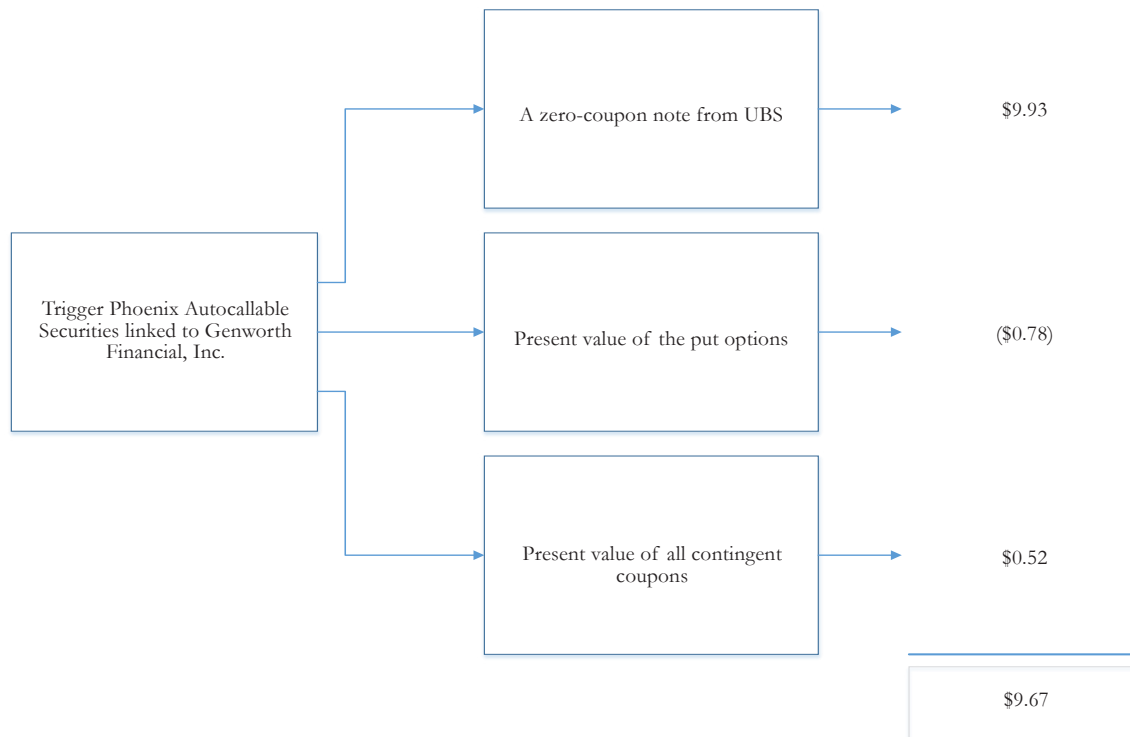 A zero-coupon note from UBS
$9.93
Trigger Phoenix Autocallable
Securities linked to Genworth
Financial, Inc.
Present value of the put options
($0.78)
Present value of all contingent
coupons
$0.52
$9.67